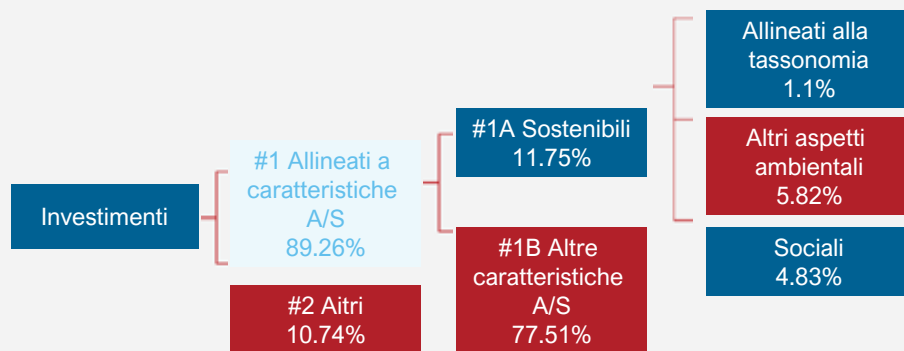 Investimenti
#1 Allineati a
caratteristiche
A/S
89.26%
#2 Aitri
10.74%
#1A Sostenibili
11.75%
#1B Altre
caratteristiche
A/S
77.51%
Allineati alla
tassonomia
1.1%
Altri aspetti
ambientali
5.82%
Sociali
4.83%